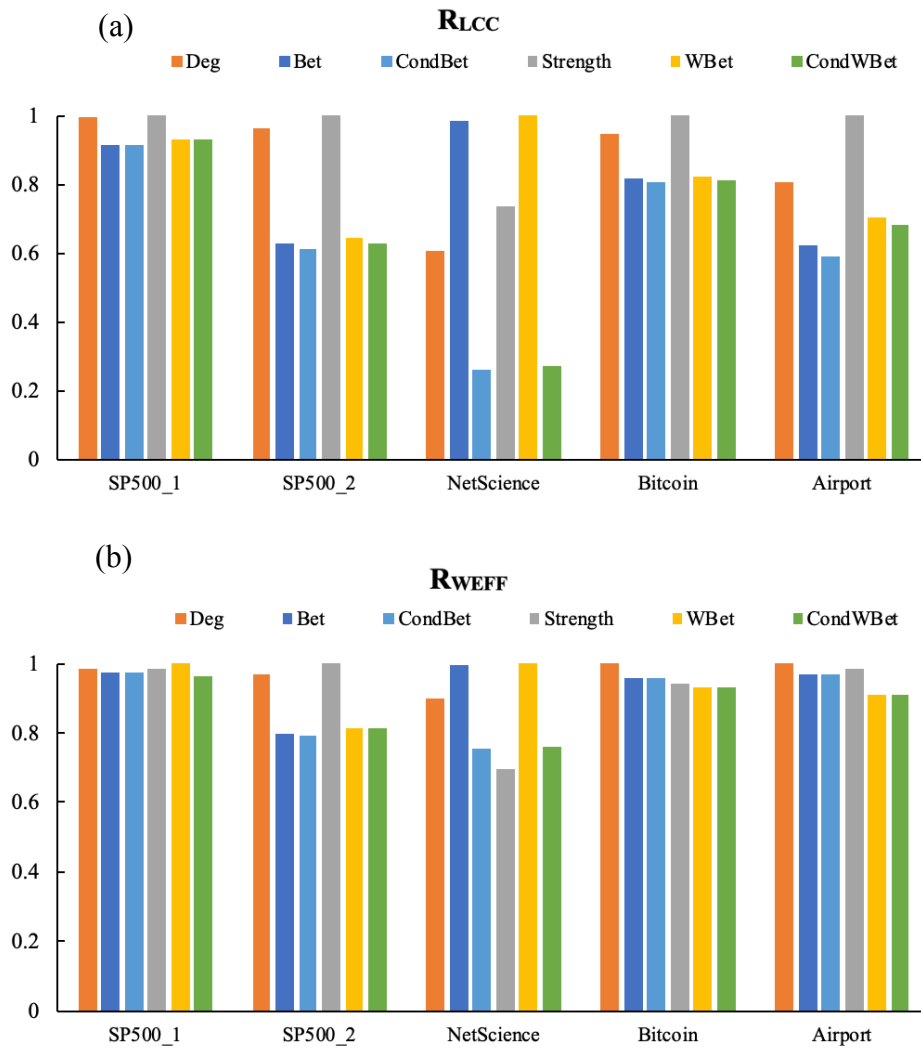 (a)
R_LCC
Deg Bet CondBet Strength WBet CondWBet
1
0.8
0.6
0.4
0.2
0
SP500_1 SP500_2 NetScience Bitcoin Airport
(b)
R_WEFF
Deg Bet CondBet Strength WBet CondWBet
1
0.8
0.6
0.4
0.2
0
SP500_1 SP500_2 NetScience Bitcoin Airport